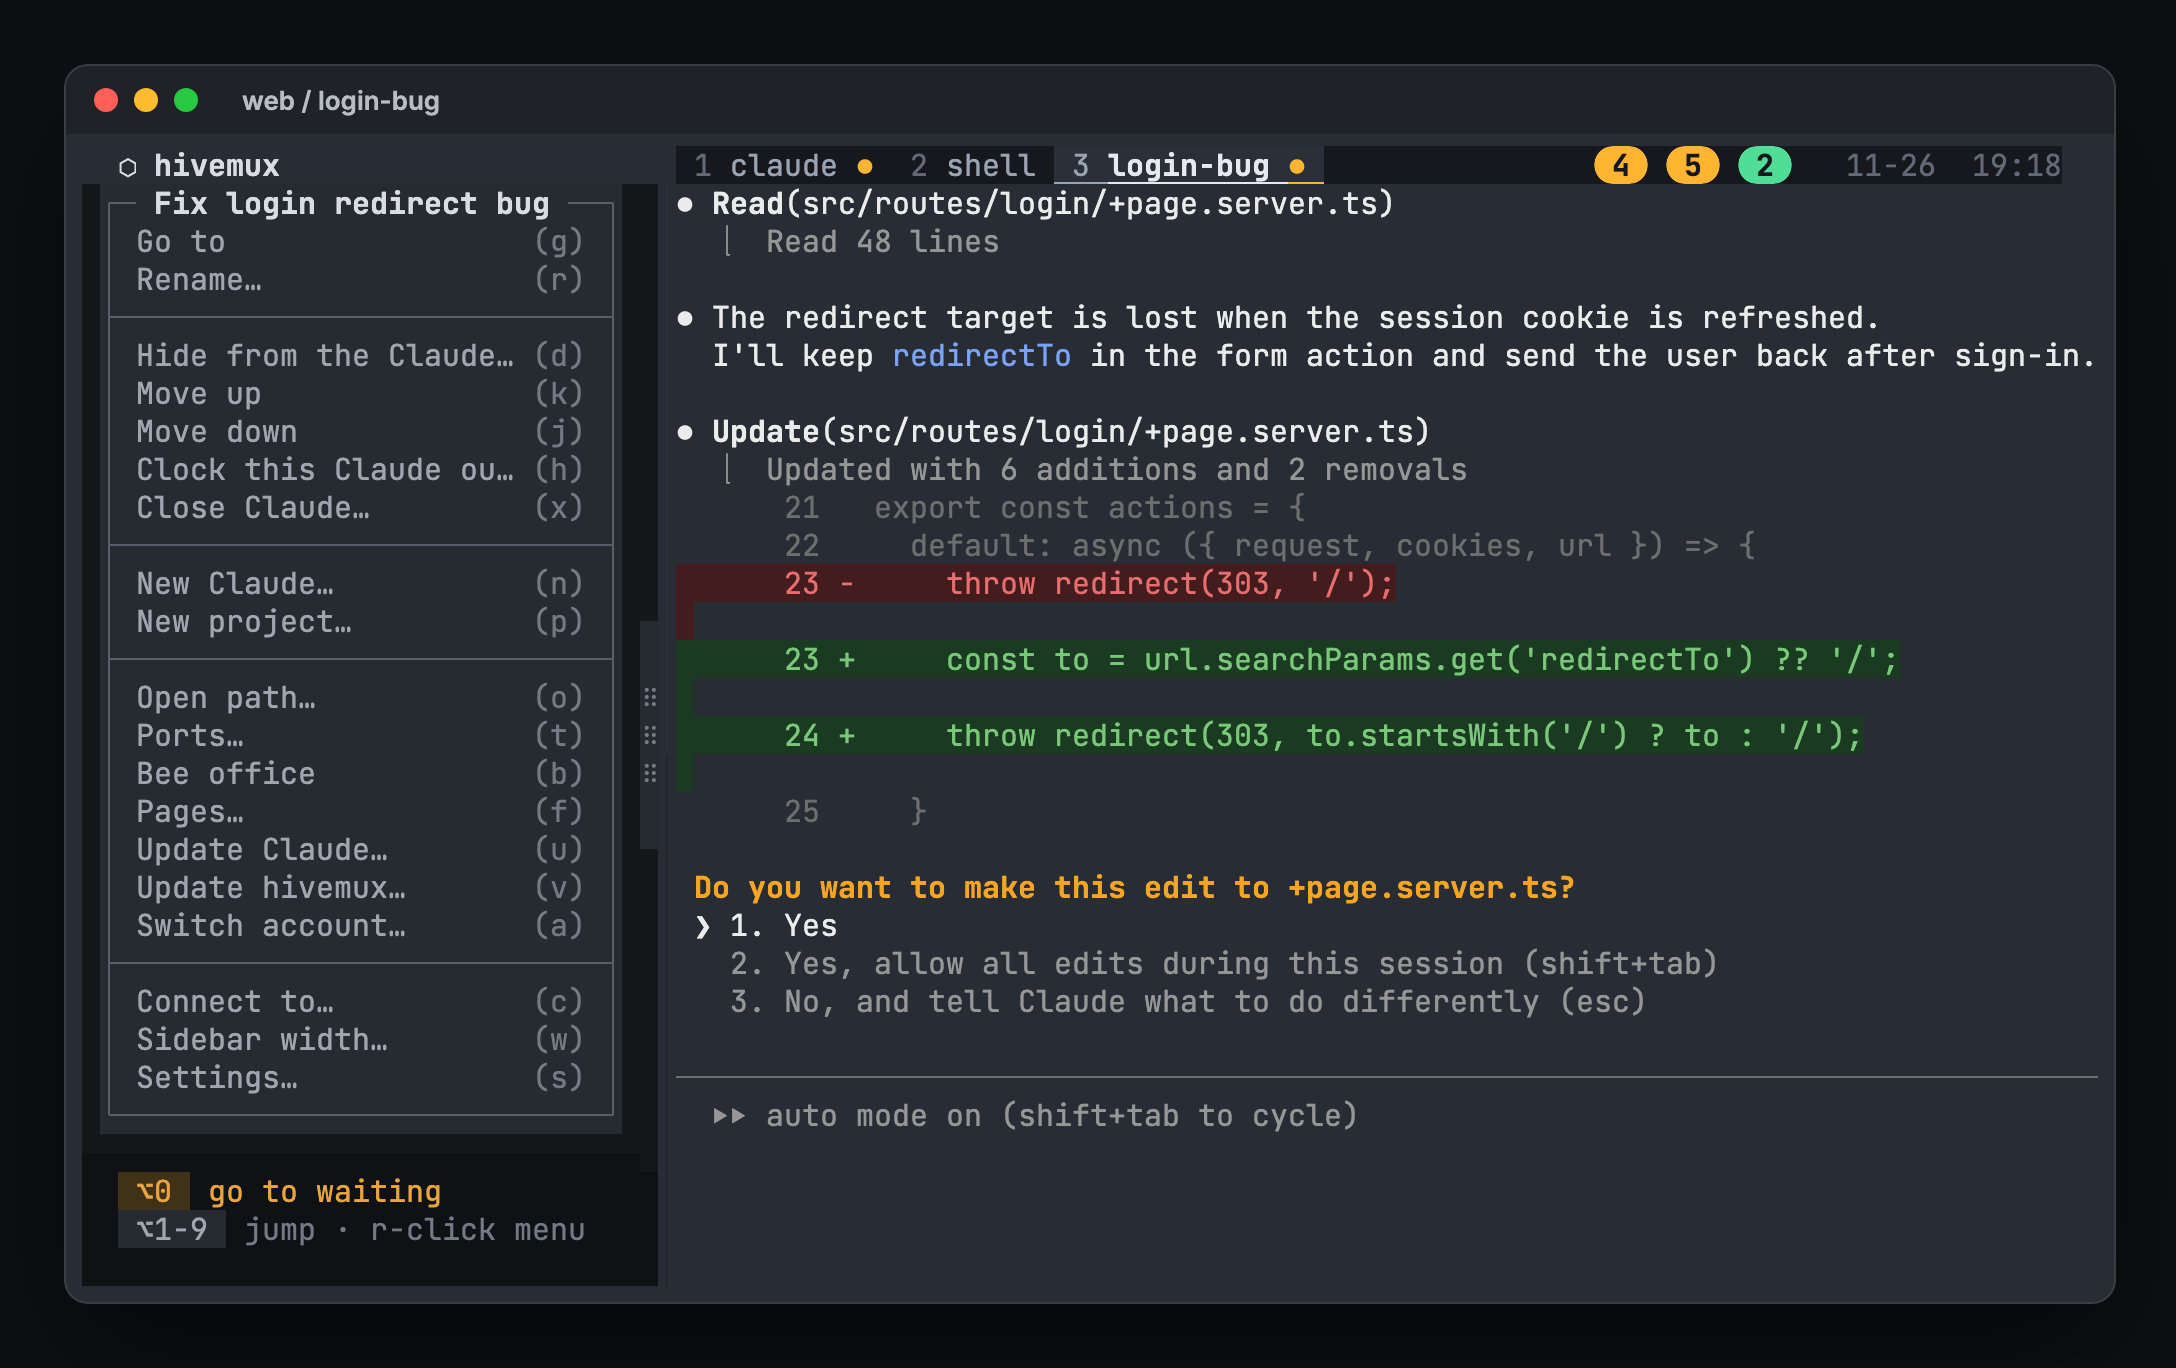 web / login-bug
hivemux
1 claude ● 2 shell 3 login-bug ● 4 5 2 11-26 19:18
Fix login redirect bug
Go to (g)
Rename… (r)
Hide from the Claude… (d)
Move up (k)
Move down (j)
Clock this Claude ou… (h)
Close Claude… (x)
New Claude… (n)
New project… (p)
Open path… (o)
Ports… (t)
Bee office (b)
Pages… (f)
Update Claude… (u)
Update hivemux… (v)
Switch account… (a)
Connect to… (c)
Sidebar width… (w)
Settings… (s)
⌥0 go to waiting
⌥1-9 jump · r-click menu
● Read(src/routes/login/+page.server.ts)
⎣ Read 48 lines
● The redirect target is lost when the session cookie is refreshed.
I'll keep redirectTo in the form action and send the user back after sign-in.
● Update(src/routes/login/+page.server.ts)
⎣ Updated with 6 additions and 2 removals
21 export const actions = {
22 default: async ({ request, cookies, url }) => {
23 - throw redirect(303, '/');
23 + const to = url.searchParams.get('redirectTo') ?? '/';
24 + throw redirect(303, to.startsWith('/') ? to : '/');
25 }
Do you want to make this edit to +page.server.ts?
❯ 1. Yes
2. Yes, allow all edits during this session (shift+tab)
3. No, and tell Claude what to do differently (esc)
▸▸ auto mode on (shift+tab to cycle)